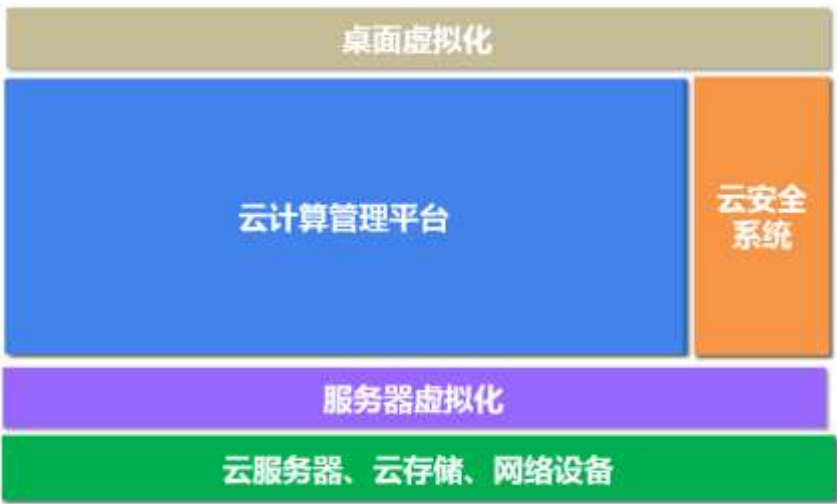 桌面虚拟化
云计算管理平台
云安全
系统
服务器虚拟化
云服务器、云存储、网络设备